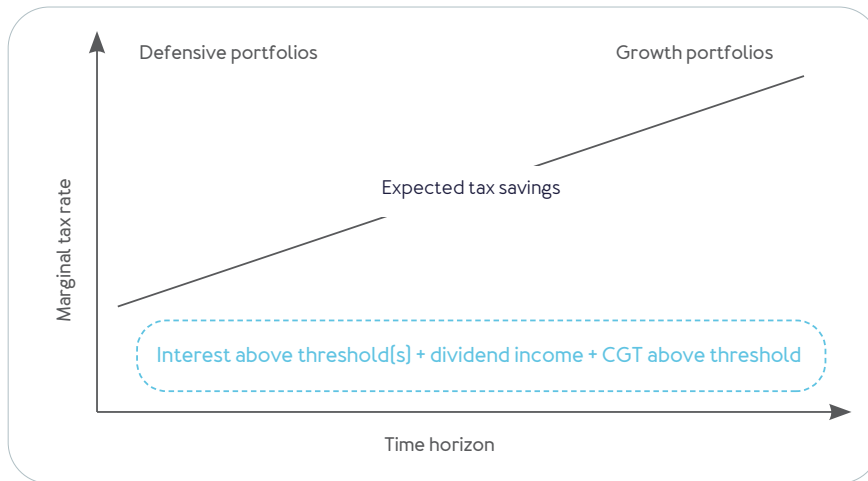 Defensive portfolios
Growth portfolios
Marginal tax rate
Expected tax savings
Interest above threshold(s) + dividend income + CGT above threshold
Time horizon